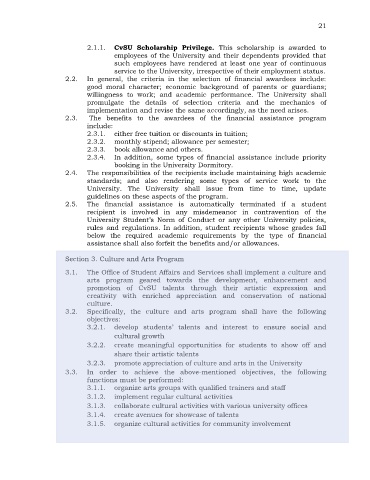 21
2.1.1. CvSU Scholarship Privilege. This scholarship is awarded to
employees of the University and their dependents provided that
such employees have rendered at least one year of continuous
service to the University, irrespective of their employment status.
2.2. In general, the criteria in the selection of financial awardees include:
good moral character; economic background of parents or guardians;
willingness to work; and academic performance. The University shall
promulgate the details of selection criteria and the mechanics of
implementation and revise the same accordingly, as the need arises.
2.3. The benefits to the awardees of the financial assistance program
include:
2.3.1. either free tuition or discounts in tuition;
2.3.2. monthly stipend; allowance per semester;
2.3.3. book allowance and others.
2.3.4. In addition, some types of financial assistance include priority
booking in the University Dormitory.
2.4. The responsibilities of the recipients include maintaining high academic
standards; and also rendering some types of service work to the
University. The University shall issue from time to time, update
guidelines on these aspects of the program.
2.5. The financial assistance is automatically terminated if a student
recipient is involved in any misdemeanor in contravention of the
University Student's Norm of Conduct or any other University policies,
rules and regulations. In addition, student recipients whose grades fall
below the required academic requirements by the type of financial
assistance shall also forfeit the benefits and/or allowances.
Section 3. Culture and Arts Program
3.1. The Office of Student Affairs and Services shall implement a culture and
arts program geared towards the development, enhancement and
promotion of CvSU talents through their artistic expression and
creativity with enriched appreciation and conservation of national
culture.
3.2. Specifically, the culture and arts program shall have the following
objectives:
3.2.1. develop students' talents and interest to ensure social and
cultural growth
3.2.2. create meaningful opportunities for students to show off and
share their artistic talents
3.2.3. promote appreciation of culture and arts in the University
3.3. In order to achieve the above-mentioned objectives, the following
functions must be performed:
3.1.1. organize arts groups with qualified trainers and staff
3.1.2. implement regular cultural activities
3.1.3. collaborate cultural activities with various university offices
3.1.4. create avenues for showcase of talents
3.1.5. organize cultural activities for community involvement